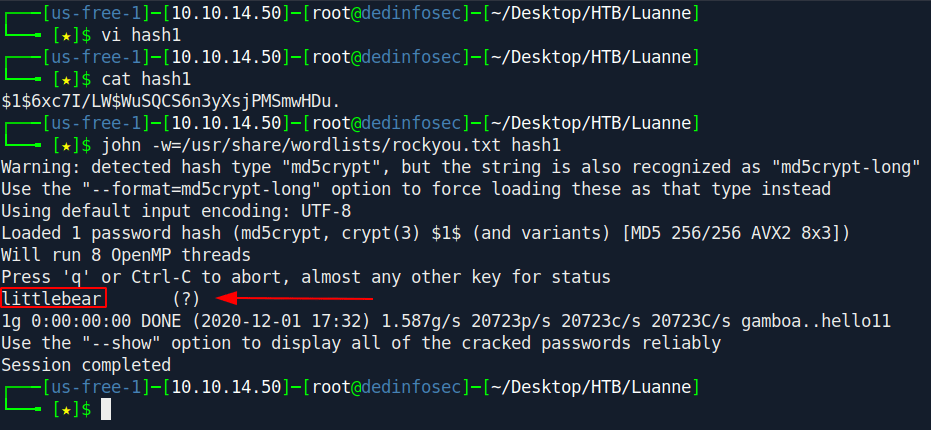 ┌──[us-free-1]─[10.10.14.50]─[root@dedinfosec]─[~/Desktop/HTB/Luanne]
└──╼ [★]$ vi hash1
┌──[us-free-1]─[10.10.14.50]─[root@dedinfosec]─[~/Desktop/HTB/Luanne]
└──╼ [★]$ cat hash1
$1$6xc7I/LW$WuSQCS6n3yXsjPMSmwHDu.
┌──[us-free-1]─[10.10.14.50]─[root@dedinfosec]─[~/Desktop/HTB/Luanne]
└──╼ [★]$ john -w=/usr/share/wordlists/rockyou.txt hash1
Warning: detected hash type "md5crypt", but the string is also recognized as "md5crypt-long"
Use the "--format=md5crypt-long" option to force loading these as that type instead
Using default input encoding: UTF-8
Loaded 1 password hash (md5crypt, crypt(3) $1$ (and variants) [MD5 256/256 AVX2 8x3])
Will run 8 OpenMP threads
Press 'q' or Ctrl-C to abort, almost any other key for status
littlebear       (?)
1g 0:00:00:00 DONE (2020-12-01 17:32) 1.587g/s 20723p/s 20723c/s 20723C/s gamboa..hello11
Use the "--show" option to display all of the cracked passwords reliably
Session completed
┌──[us-free-1]─[10.10.14.50]─[root@dedinfosec]─[~/Desktop/HTB/Luanne]
└──╼ [★]$